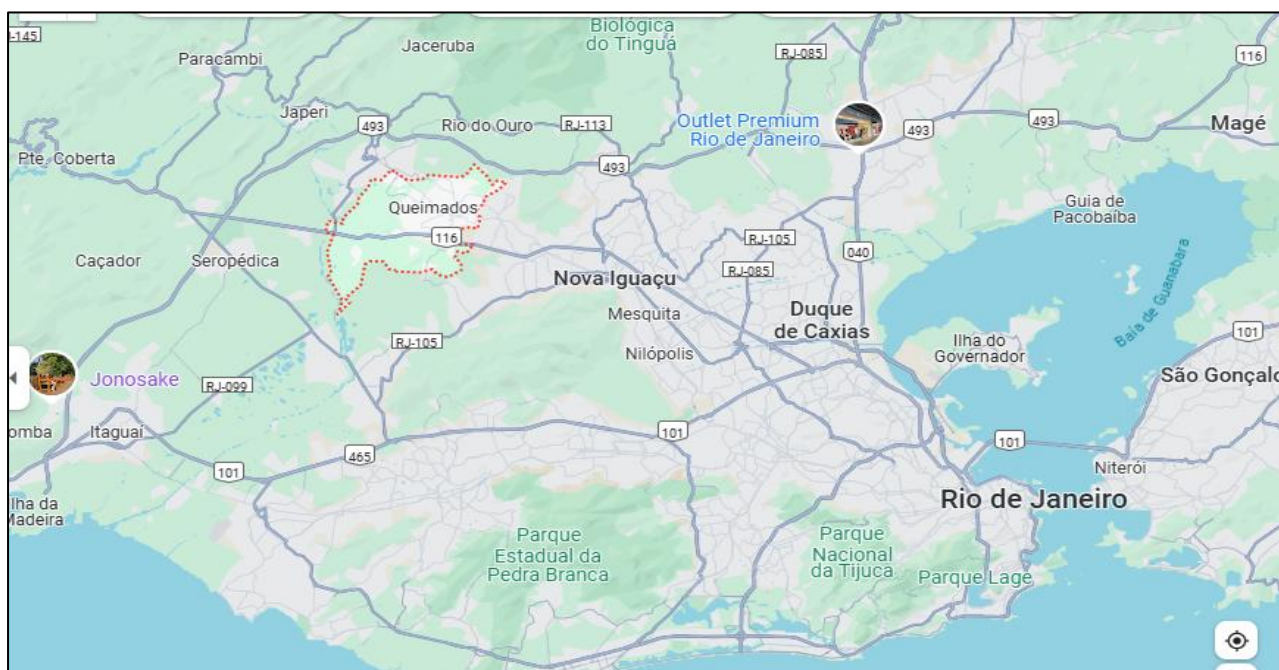 -145
Biológica
do Tinguá
RJ-085
116
Jaceruba
Paracambi
Japeri
493
Rio do Ouro
RJ-113
Outlet Premium
Rio de Janeiro
493
493
Magé
Pte. Coberta
493
Queimados
Guia de
Pacobaíba
116
RJ-105
040
Caçador
Seropédica
Nova Iguaçu
RJ-085
Baía de Guanabara
Mesquita
Duque
de Caxias
101
RJ-105
Nilópolis
Ilha do
Governador
Jonosake
RJ-099
São Gonçalo
omba
Itaguaí
101
101
465
101
Niterói
Ilha da
Madeira
Rio de Janeiro
Parque
Estadual da
Pedra Branca
Parque
Nacional
da Tijuca
Parque Lage